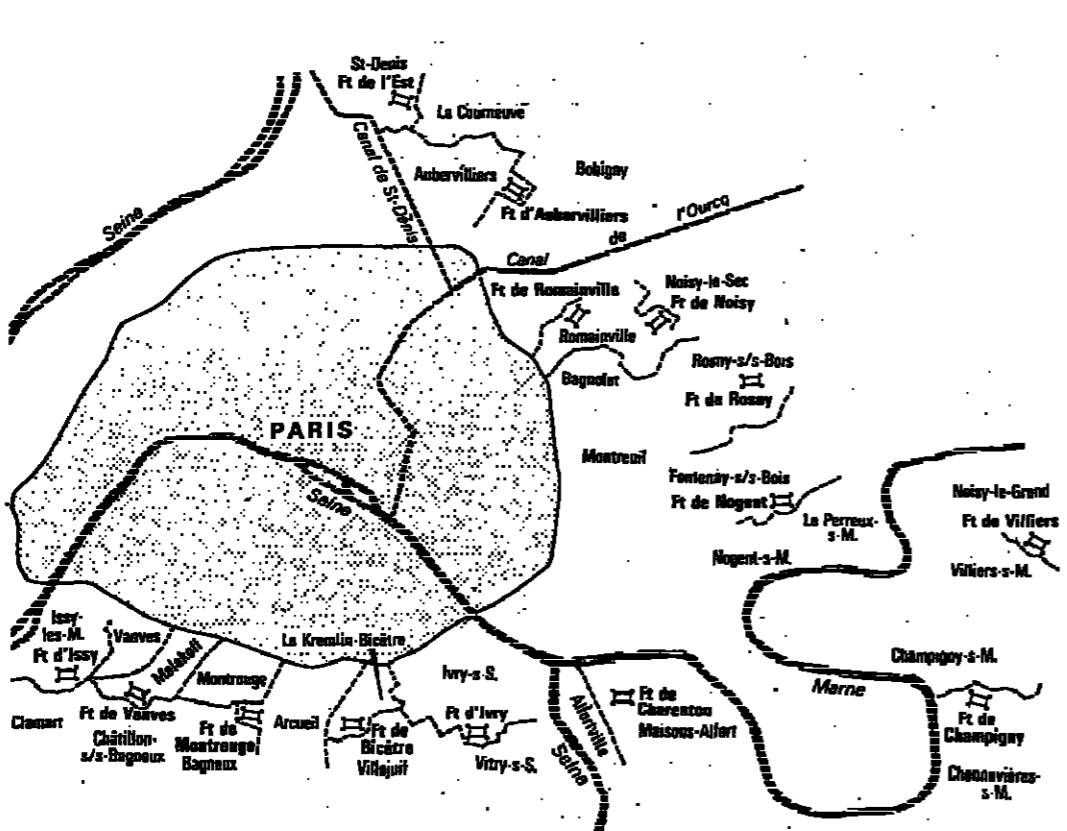 St-Denis
Ft de l'Est
La Courneuve
Canal de St-Denis
Aubervilliers
Bobigny
Ft d'Aubervilliers
Seine
Canal de l'Ourcq
Ft de Romainville
Noisy-le-Sec
Ft de Noisy
Romainville
Bagnolet
Rosny-s/s-Bois
Ft de Rosny
PARIS
Montreuil
Seine
Fontenay-s/s-Bois
Ft de Nogent
Le Perreux-
s-M.
Noisy-le-Grand
Ft de Villiers
Nogent-s-M.
Villiers-s-M.
Issy-
les-M.
Vanves
Ft d'Issy
Malakoff
Montrouge
Le Kremlin-Bicêtre
Ivry-s-S.
Champigny-s-M.
Marne
Clamart
Ft de Vanves
Châtillon-
s/s-Bagneux
Ft de
Montrouge
Bagneux
Arcueil
Ft de
Bicêtre
Villejuif
Ft d'Ivry
Vitry-s-S.
Alfortville
Seine
Ft de
Charenton
Maisons-Alfort
Ft de
Champigny
Chennevières-
s-M.